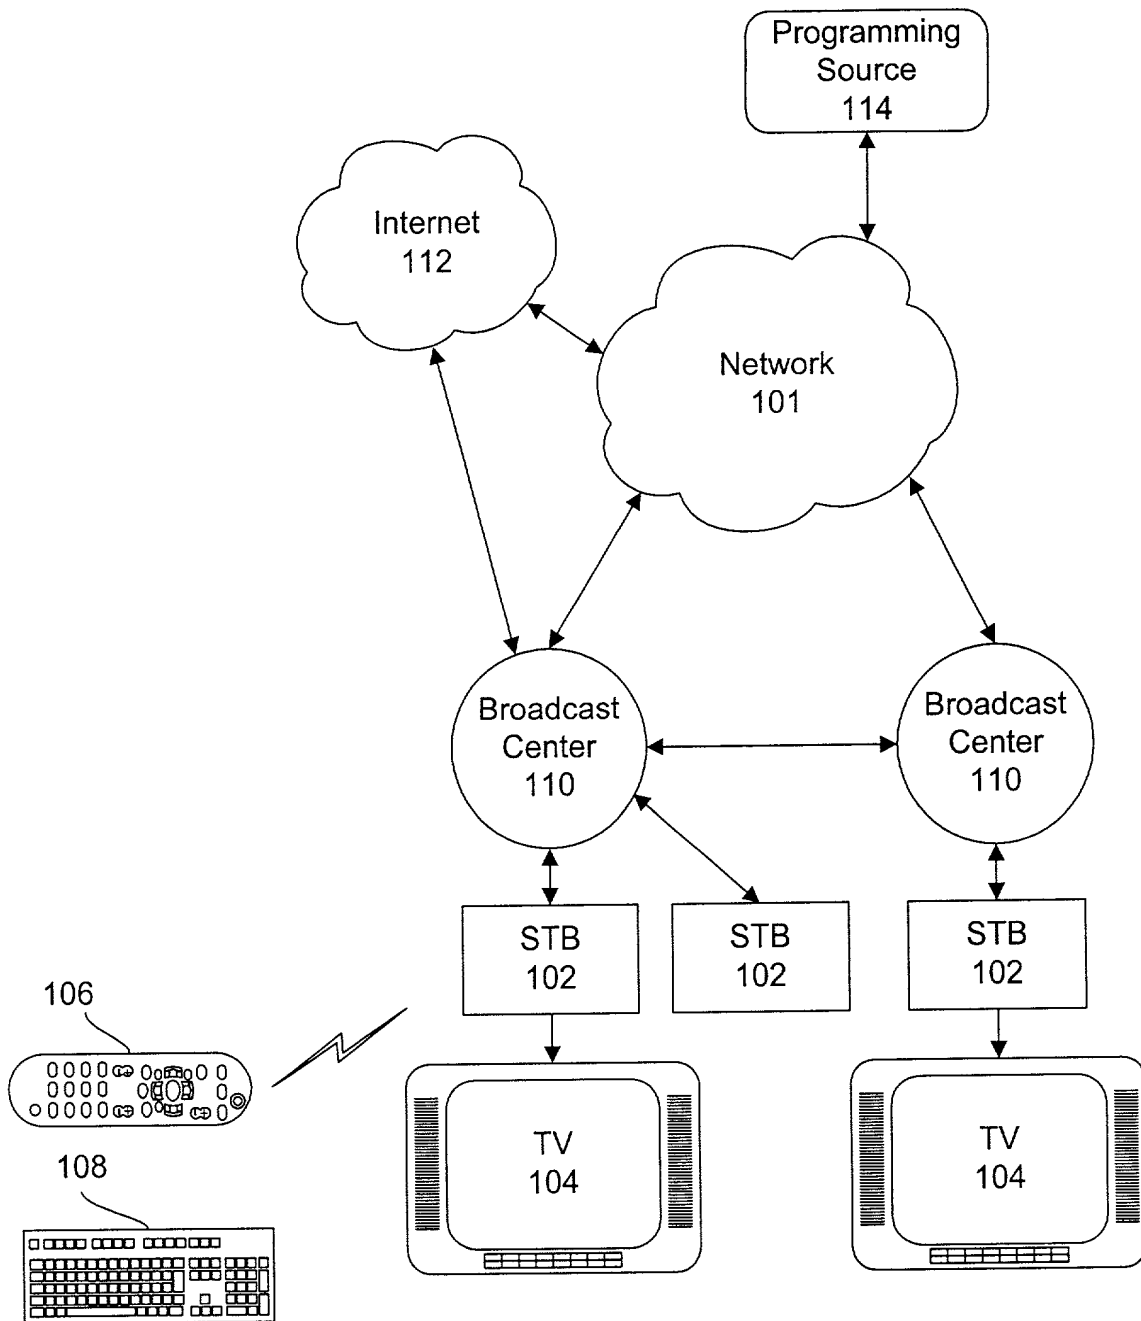 Programming
Source
114
Internet
112
Network
101
Broadcast
Center
110
Broadcast
Center
110
STB
102
STB
102
STB
102
106
TV
104
TV
104
108